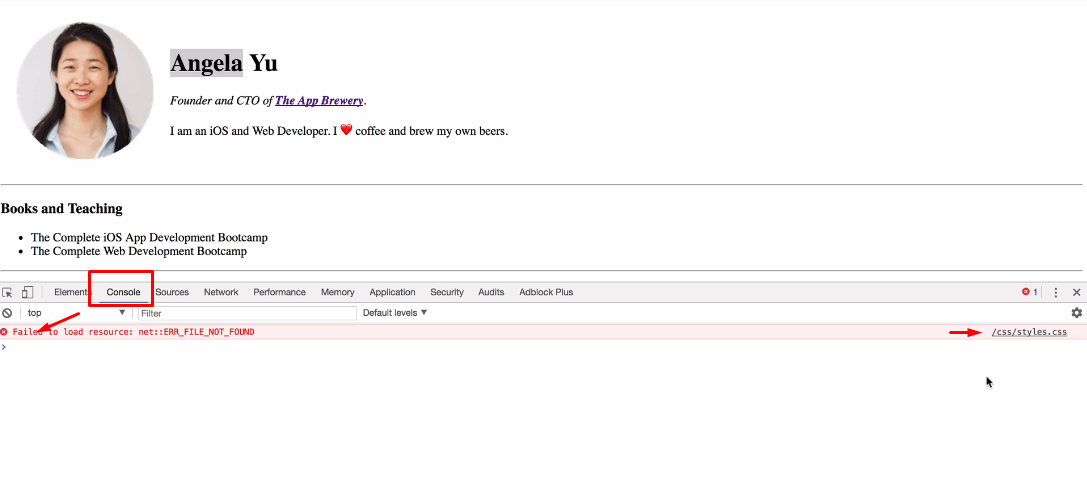 Angela Yu
Founder and CTO of The App Brewery.
I am an iOS and Web Developer. I ❤️ coffee and brew my own beers.
Books and Teaching
• The Complete iOS App Development Bootcamp
• The Complete Web Development Bootcamp
Elements Console Sources Network Performance Memory Application Security Audits Adblock Plus 1
top Filter Default levels
Failed to load resource: net::ERR_FILE_NOT_FOUND /css/styles.css